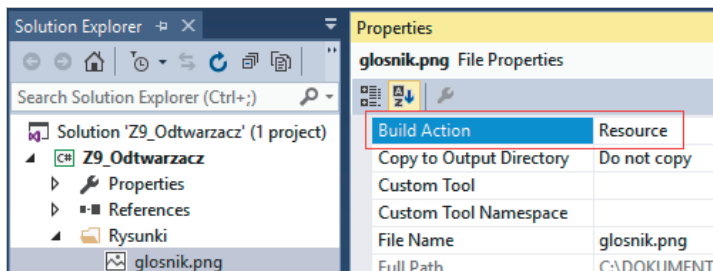 Solution Explorer
Search Solution Explorer (Ctrl+;)
Solution 'Z9_Odtwarzacz' (1 project)
C# Z9_Odtwarzacz
Properties
References
Rysunki
glosnik.png
Properties
glosnik.png File Properties
Build Action Resource
Copy to Output Directory Do not copy
Custom Tool
Custom Tool Namespace
File Name glosnik.png
Full Path C:\DOKUMENT